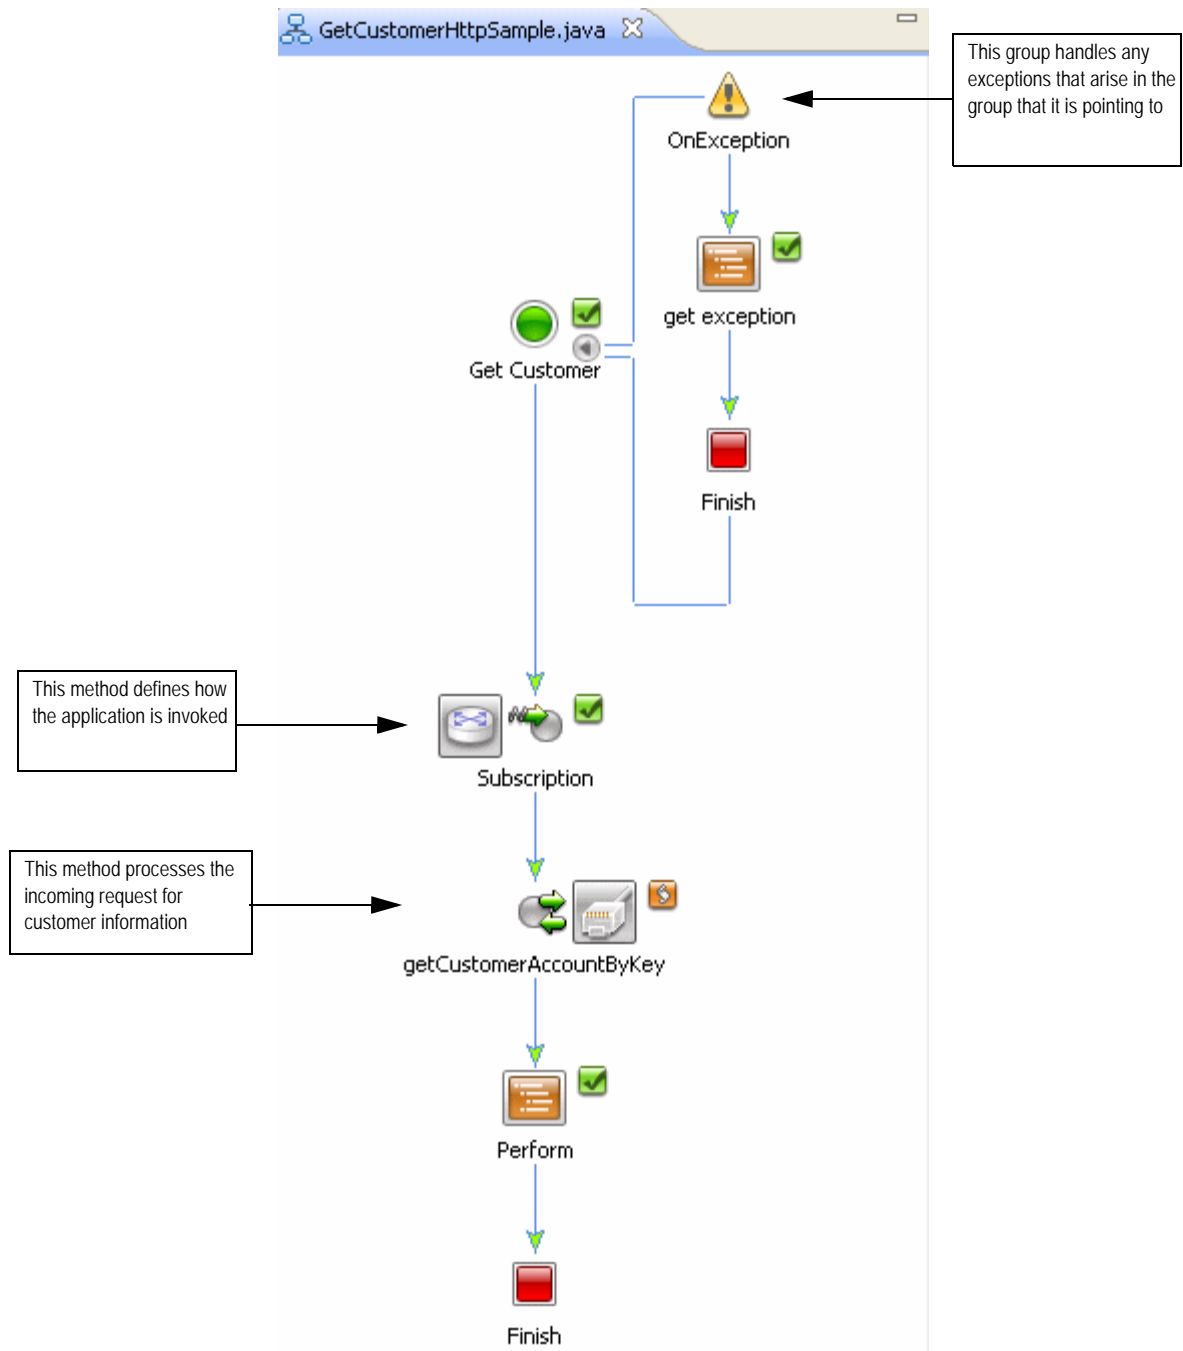 GetCustomerHttpSample.java
This group handles any
exceptions that arise in the
group that it is pointing to
OnException
get exception
Get Customer
Finish
This method defines how
the application is invoked
Subscription
This method processes the
incoming request for
customer information
getCustomerAccountByKey
Perform
Finish